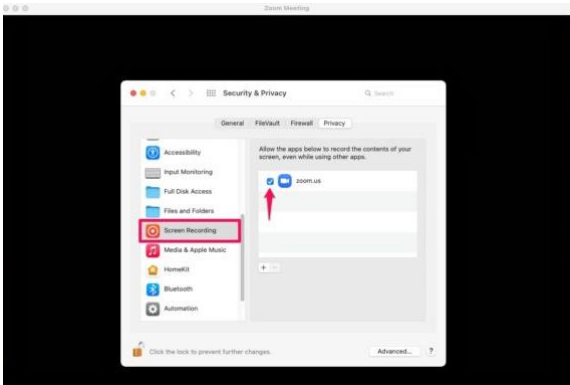 Zoom Meeting
Security & Privacy
Search
General FileVault Firewall Privacy
Accessibility
Input Monitoring
Full Disk Access
Files and Folders
Screen Recording
Media & Apple Music
HomeKit
Bluetooth
Automation
Allow the apps below to record the contents of your
screen, even while using other apps.
zoom.us
+ −
Click the lock to prevent further changes.
Advanced... ?